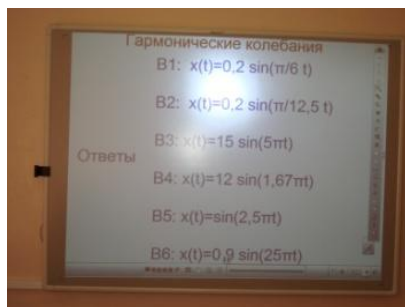 Гармонические колебания
В1: x(t)=0,2 sin(π/6 t)
В2: x(t)=0,2 sin(π/12,5 t)
В3: x(t)=15 sin(5πt)
Ответы
В4: x(t)=12 sin(1,67πt)
В5: x(t)=sin(2,5πt)
В6: x(t)=0,9 sin(25πt)